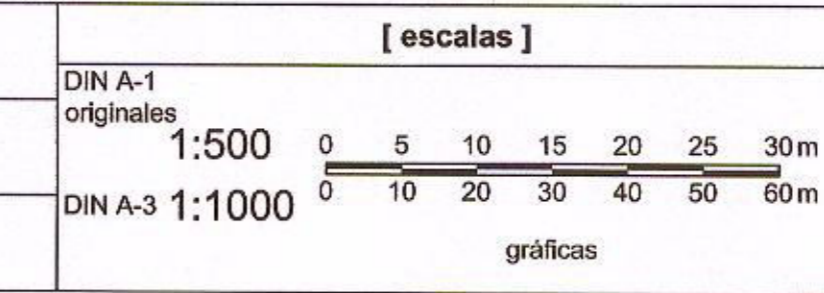 [ escalas ]
DIN A-1
originales
1:500
0 5 10 15 20 25 30 m
DIN A-3 1:1000
0 10 20 30 40 50 60 m
gráficas